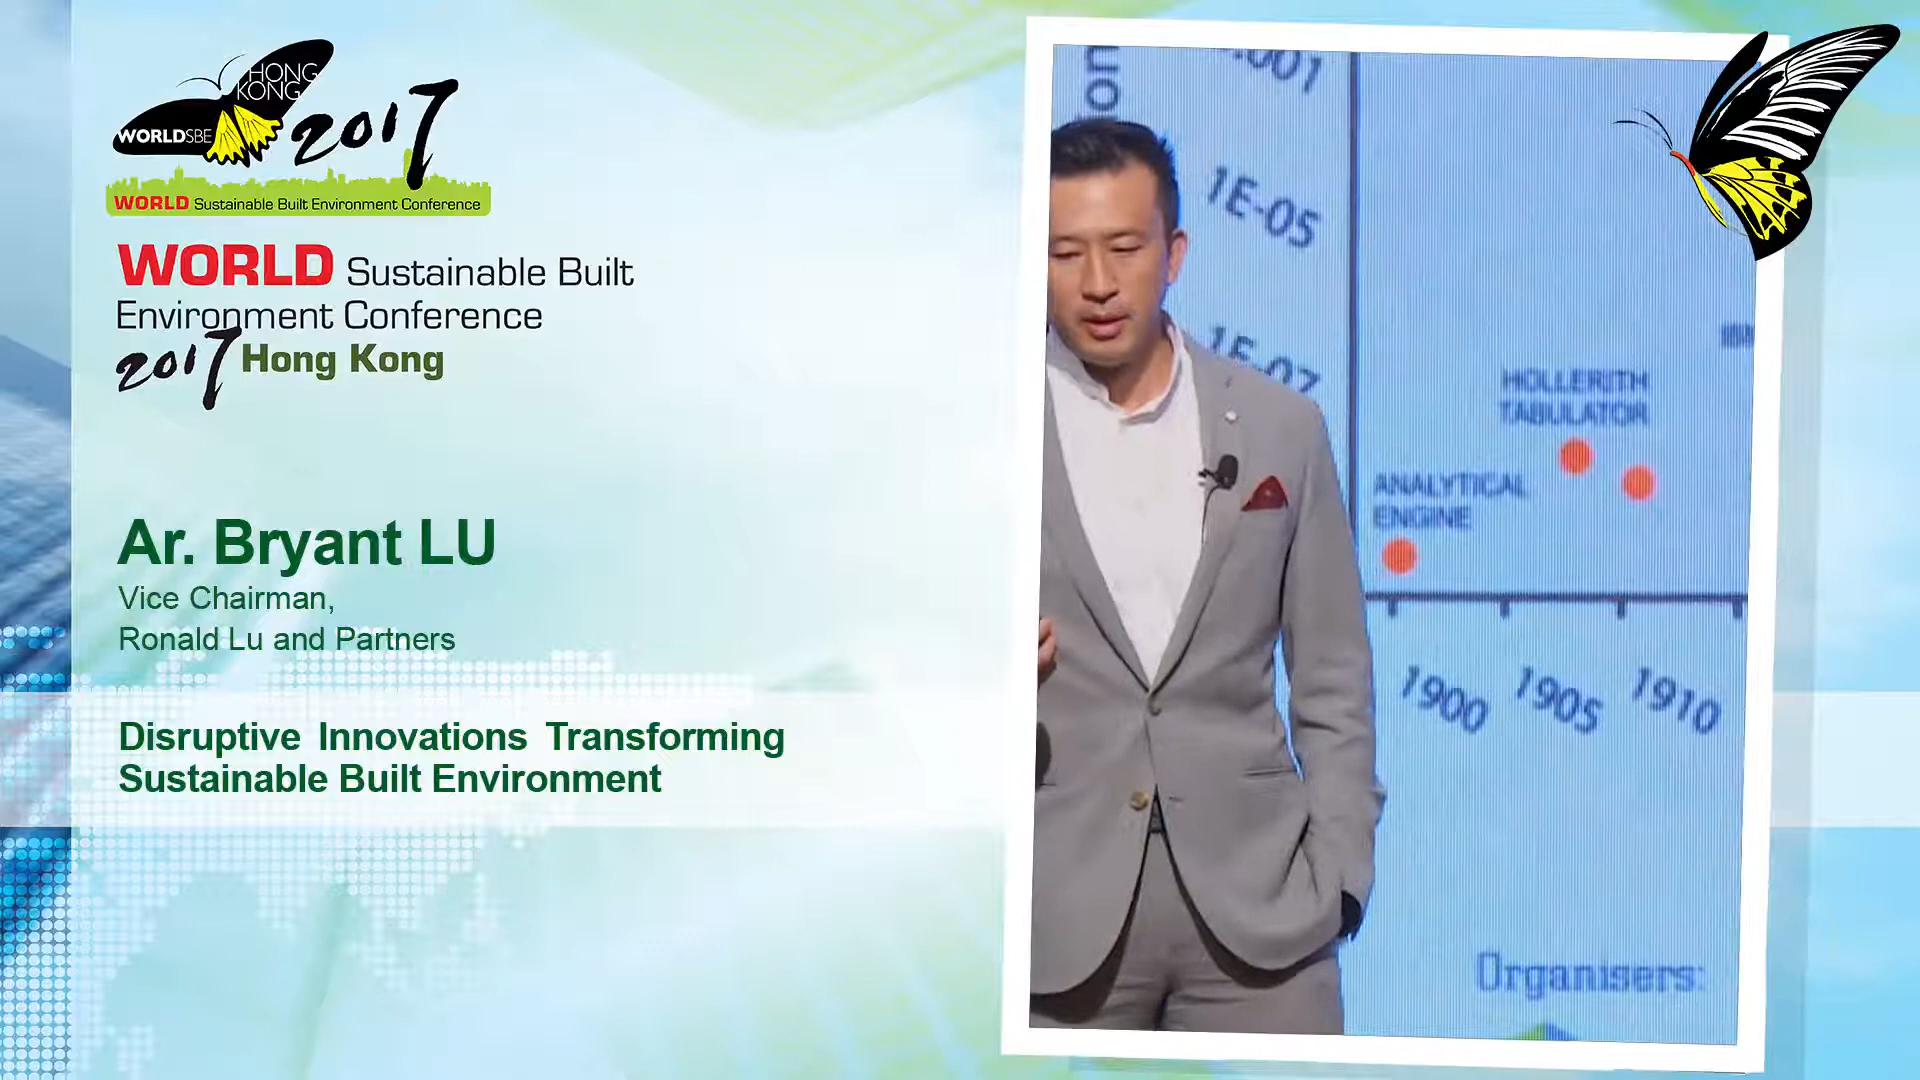 HONG
KONG
2017
WORLDSBE
WORLD Sustainable Built Environment Conference
WORLD Sustainable Built
Environment Conference
2017 Hong Kong
Ar. Bryant LU
Vice Chairman,
Ronald Lu and Partners
Disruptive Innovations Transforming
Sustainable Built Environment
1E-05
1E-07
HOLLERITH
TABULATOR
ANALYTICAL
ENGINE
1900 1905 1910
Organisers: